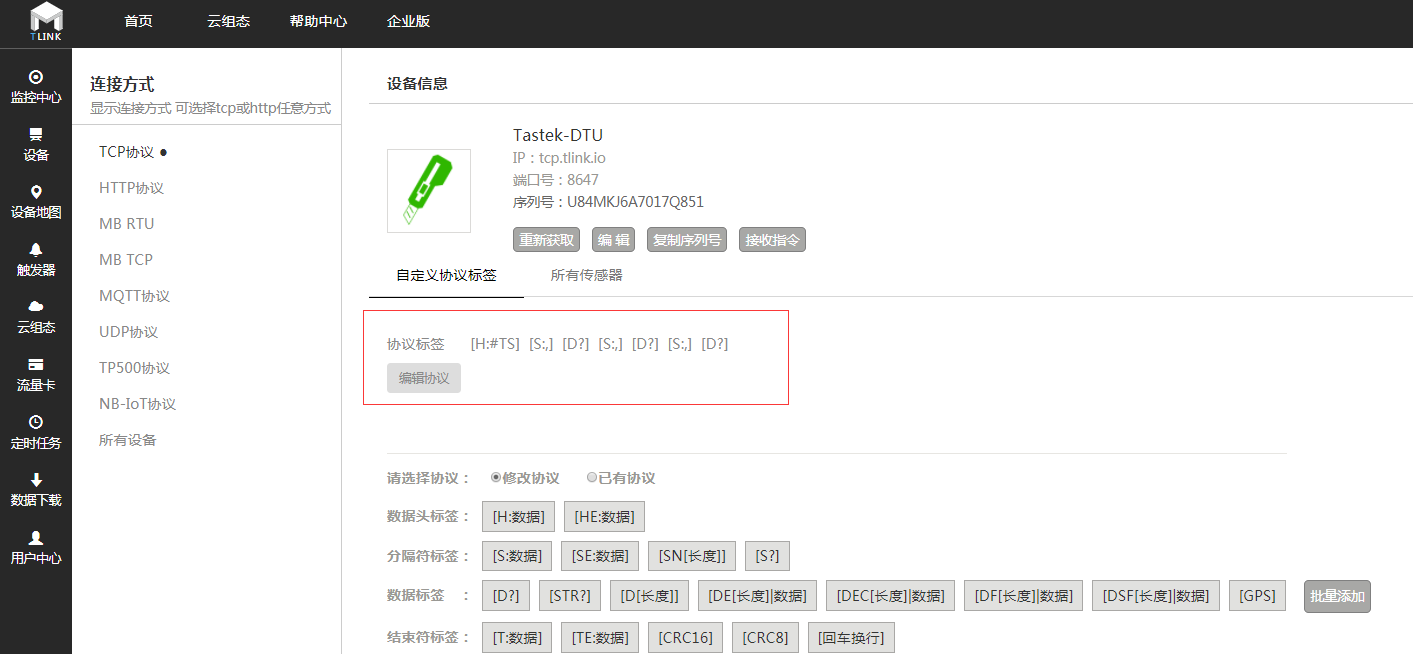 TLINK
首页 云组态 帮助中心 企业版
监控中心
设备
设备地图
触发器
云组态
流量卡
定时任务
数据下载
用户中心
连接方式
显示连接方式 可选择tcp或http任意方式
TCP协议 ●
HTTP协议
MB RTU
MB TCP
MQTT协议
UDP协议
TP500协议
NB-IoT协议
所有设备
设备信息
Tastek-DTU
IP：tcp.tlink.io
端口号：8647
序列号：U84MKJ6A7017Q851
重新获取 编 辑 复制序列号 接收指令
自定义协议标签 所有传感器
协议标签 [H:#TS] [S:,] [D?] [S:,] [D?] [S:,] [D?]
编辑协议
请选择协议： 修改协议 已有协议
数据头标签： [H:数据] [HE:数据]
分隔符标签： [S:数据] [SE:数据] [SN[长度]] [S?]
数据标签 ： [D?] [STR?] [D[长度]] [DE[长度]|数据] [DEC[长度]|数据] [DF[长度]|数据] [DSF[长度]|数据] [GPS] 批量添加
结束符标签： [T:数据] [TE:数据] [CRC16] [CRC8] [回车换行]